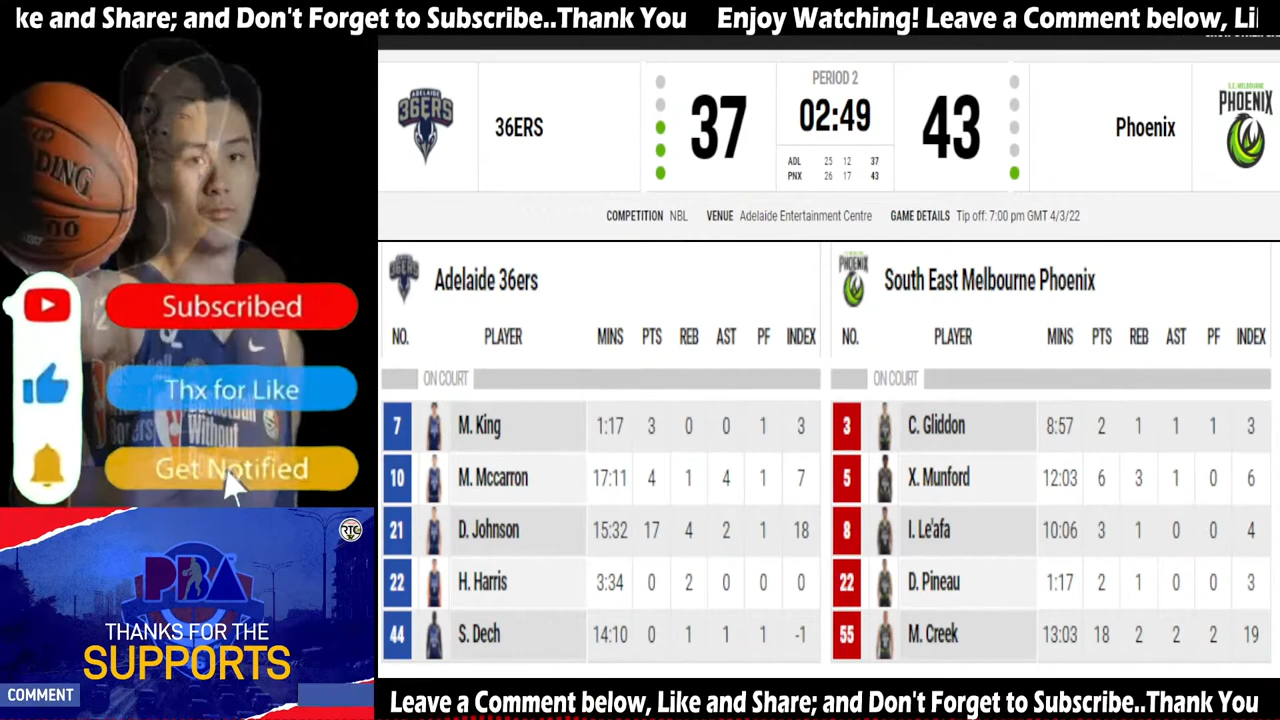 ke and Share; and Don't Forget to Subscribe..Thank You Enjoy Watching! Leave a Comment below, Li
DING
Subscribed
Thx for Like
Get Notified
Basketball
Without
PBA
THANKS FOR THE
SUPPORTS
COMMENT
RTC
ADELAIDE
36ERS
36ERS
37
PERIOD 2
02:49
ADL 25 12 37
PNX 26 17 43
43
Phoenix
S.E. MELBOURNE
PHOENIX
COMPETITION NBL VENUE Adelaide Entertainment Centre GAME DETAILS Tip off: 7:00 pm GMT 4/3/22
36ERS
Adelaide 36ers
NO. PLAYER MINS PTS REB AST PF INDEX
ON COURT
7 M. King 1:17 3 0 0 1 3
10 M. Mccarron 17:11 4 1 4 1 7
21 D. Johnson 15:32 17 4 2 1 18
22 H. Harris 3:34 0 2 0 0 0
44 S. Dech 14:10 0 1 1 1 -1
PHOENIX
South East Melbourne Phoenix
NO. PLAYER MINS PTS REB AST PF INDEX
ON COURT
3 C. Gliddon 8:57 2 1 1 1 3
5 X. Munford 12:03 6 3 1 0 6
8 I. Le'afa 10:06 3 1 0 0 4
22 D. Pineau 1:17 2 1 0 0 3
55 M. Creek 13:03 18 2 2 2 19
Leave a Comment below, Like and Share; and Don't Forget to Subscribe..Thank You